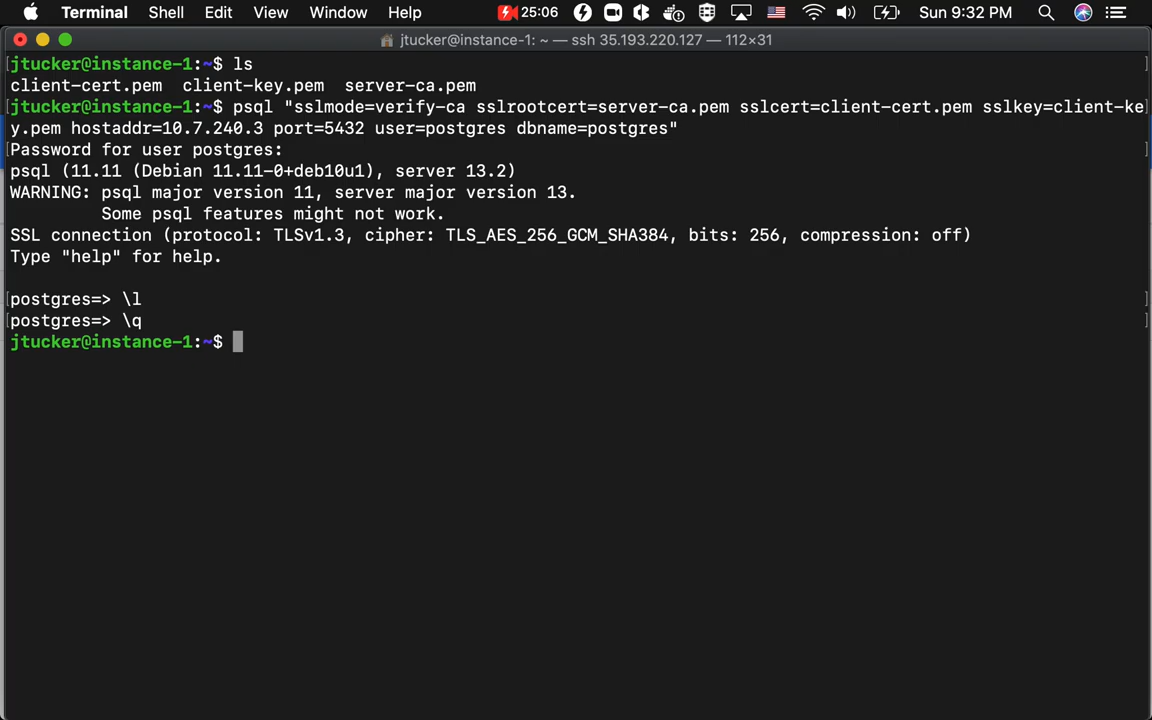 Terminal Shell Edit View Window Help 25:06 Sun 9:32 PM
jtucker@instance-1: ~ — ssh 35.193.220.127 — 112×31
[jtucker@instance-1:~$ ls ]
client-cert.pem  client-key.pem  server-ca.pem
[jtucker@instance-1:~$ psql "sslmode=verify-ca sslrootcert=server-ca.pem sslcert=client-cert.pem sslkey=client-ke]
y.pem hostaddr=10.7.240.3 port=5432 user=postgres dbname=postgres"
[Password for user postgres: ]
psql (11.11 (Debian 11.11-0+deb10u1), server 13.2)
WARNING: psql major version 11, server major version 13.
         Some psql features might not work.
SSL connection (protocol: TLSv1.3, cipher: TLS_AES_256_GCM_SHA384, bits: 256, compression: off)
Type "help" for help.
[postgres=> \l ]
[postgres=> \q ]
jtucker@instance-1:~$